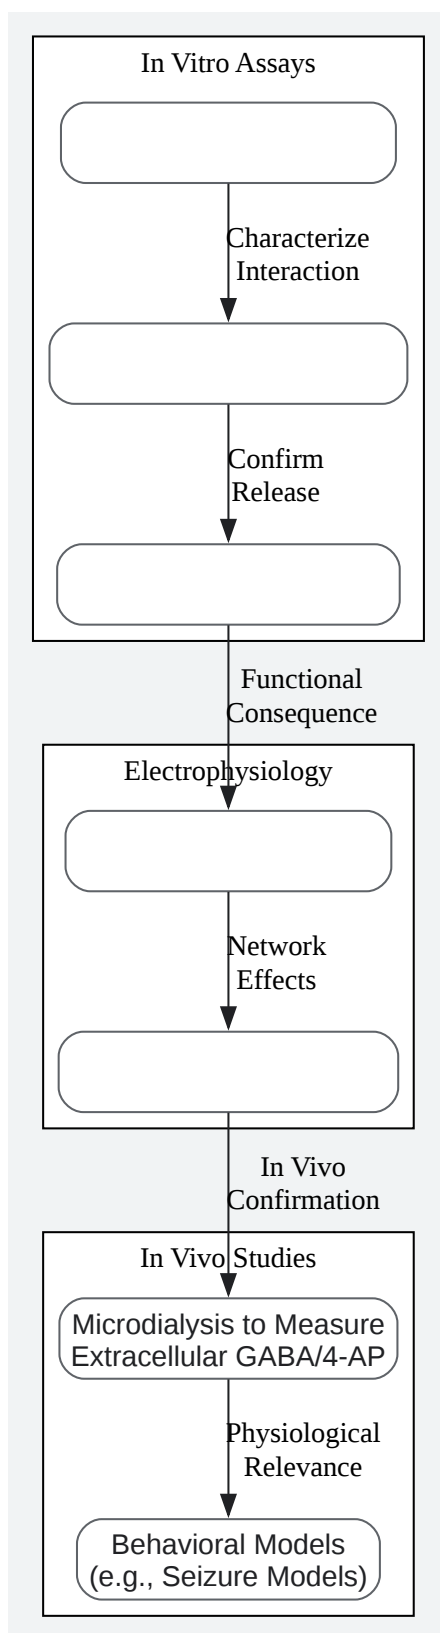 In Vitro Assays
Characterize
Interaction
Confirm
Release
Functional
Consequence
Electrophysiology
Network
Effects
In Vivo
Confirmation
In Vivo Studies
Microdialysis to Measure
Extracellular GABA/4-AP
Physiological
Relevance
Behavioral Models
(e.g., Seizure Models)